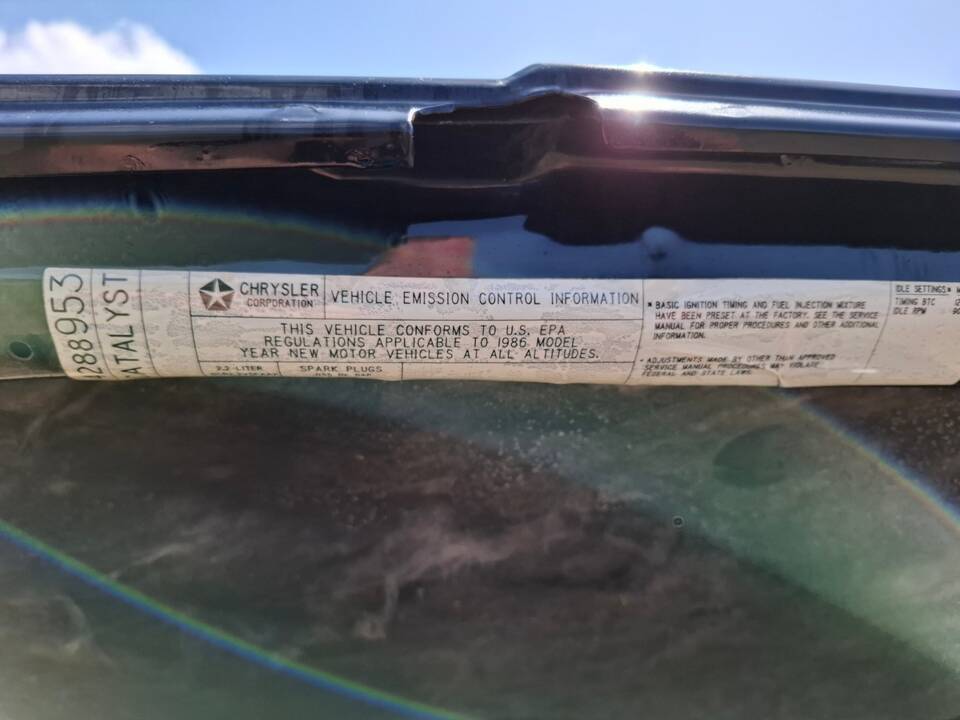 4288953
CATALYST
CHRYSLER
CORPORATION
VEHICLE EMISSION CONTROL INFORMATION
THIS VEHICLE CONFORMS TO U.S. EPA
REGULATIONS APPLICABLE TO 1986 MODEL
YEAR NEW MOTOR VEHICLES AT ALL ALTITUDES.
2.2-LITER
SPARK PLUGS
▪ BASIC IGNITION TIMING AND FUEL INJECTION MIXTURE
HAVE BEEN PRESET AT THE FACTORY. SEE THE SERVICE
MANUAL FOR PROPER PROCEDURES AND OTHER ADDITIONAL
INFORMATION.
▪ ADJUSTMENTS MADE BY OTHER THAN APPROVED
SERVICE MANUAL PROCEDURES MAY VIOLATE
FEDERAL AND STATE LAWS.
IDLE SETTINGS
TIMING BTC
IDLE RPM